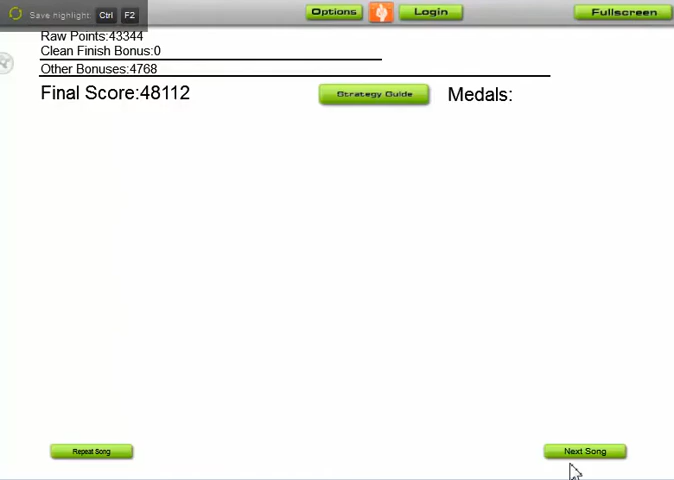 Save highlight: Ctrl F2
Options
Login
Fullscreen
Raw Points:43344
Clean Finish Bonus:0
Other Bonuses:4768
Final Score:48112
Strategy Guide
Medals:
Repeat Song
Next Song